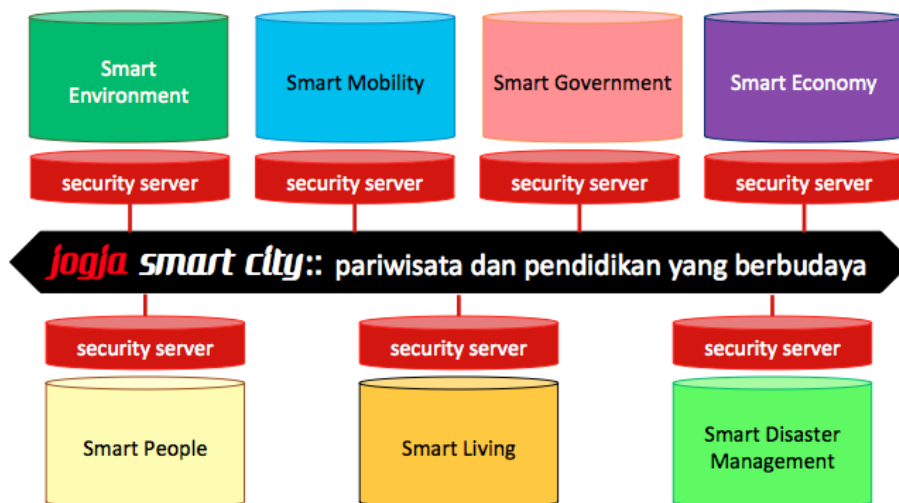 Smart
Environment
Smart Mobility
Smart Government
Smart Economy
security server
security server
security server
security server
jogja smart city:: pariwisata dan pendidikan yang berbudaya
security server
security server
security server
Smart People
Smart Living
Smart Disaster
Management